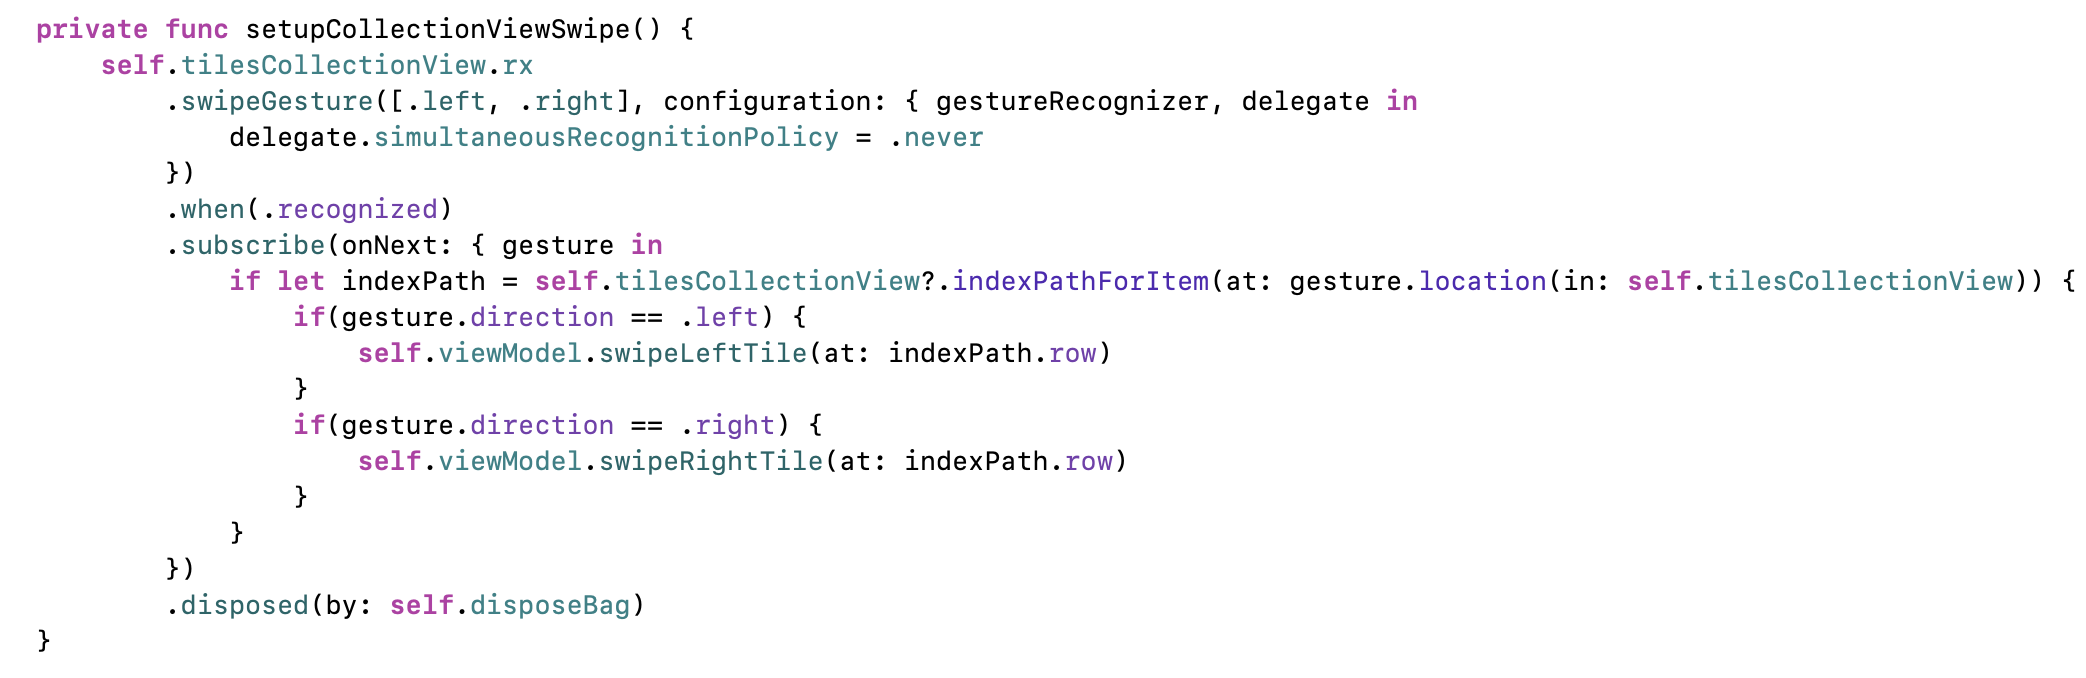 private func setupCollectionViewSwipe() {
    self.tilesCollectionView.rx
        .swipeGesture([.left, .right], configuration: { gestureRecognizer, delegate in
            delegate.simultaneousRecognitionPolicy = .never
        })
        .when(.recognized)
        .subscribe(onNext: { gesture in
            if let indexPath = self.tilesCollectionView?.indexPathForItem(at: gesture.location(in: self.tilesCollectionView)) {
                if(gesture.direction == .left) {
                    self.viewModel.swipeLeftTile(at: indexPath.row)
                }
                if(gesture.direction == .right) {
                    self.viewModel.swipeRightTile(at: indexPath.row)
                }
            }
        })
        .disposed(by: self.disposeBag)
}